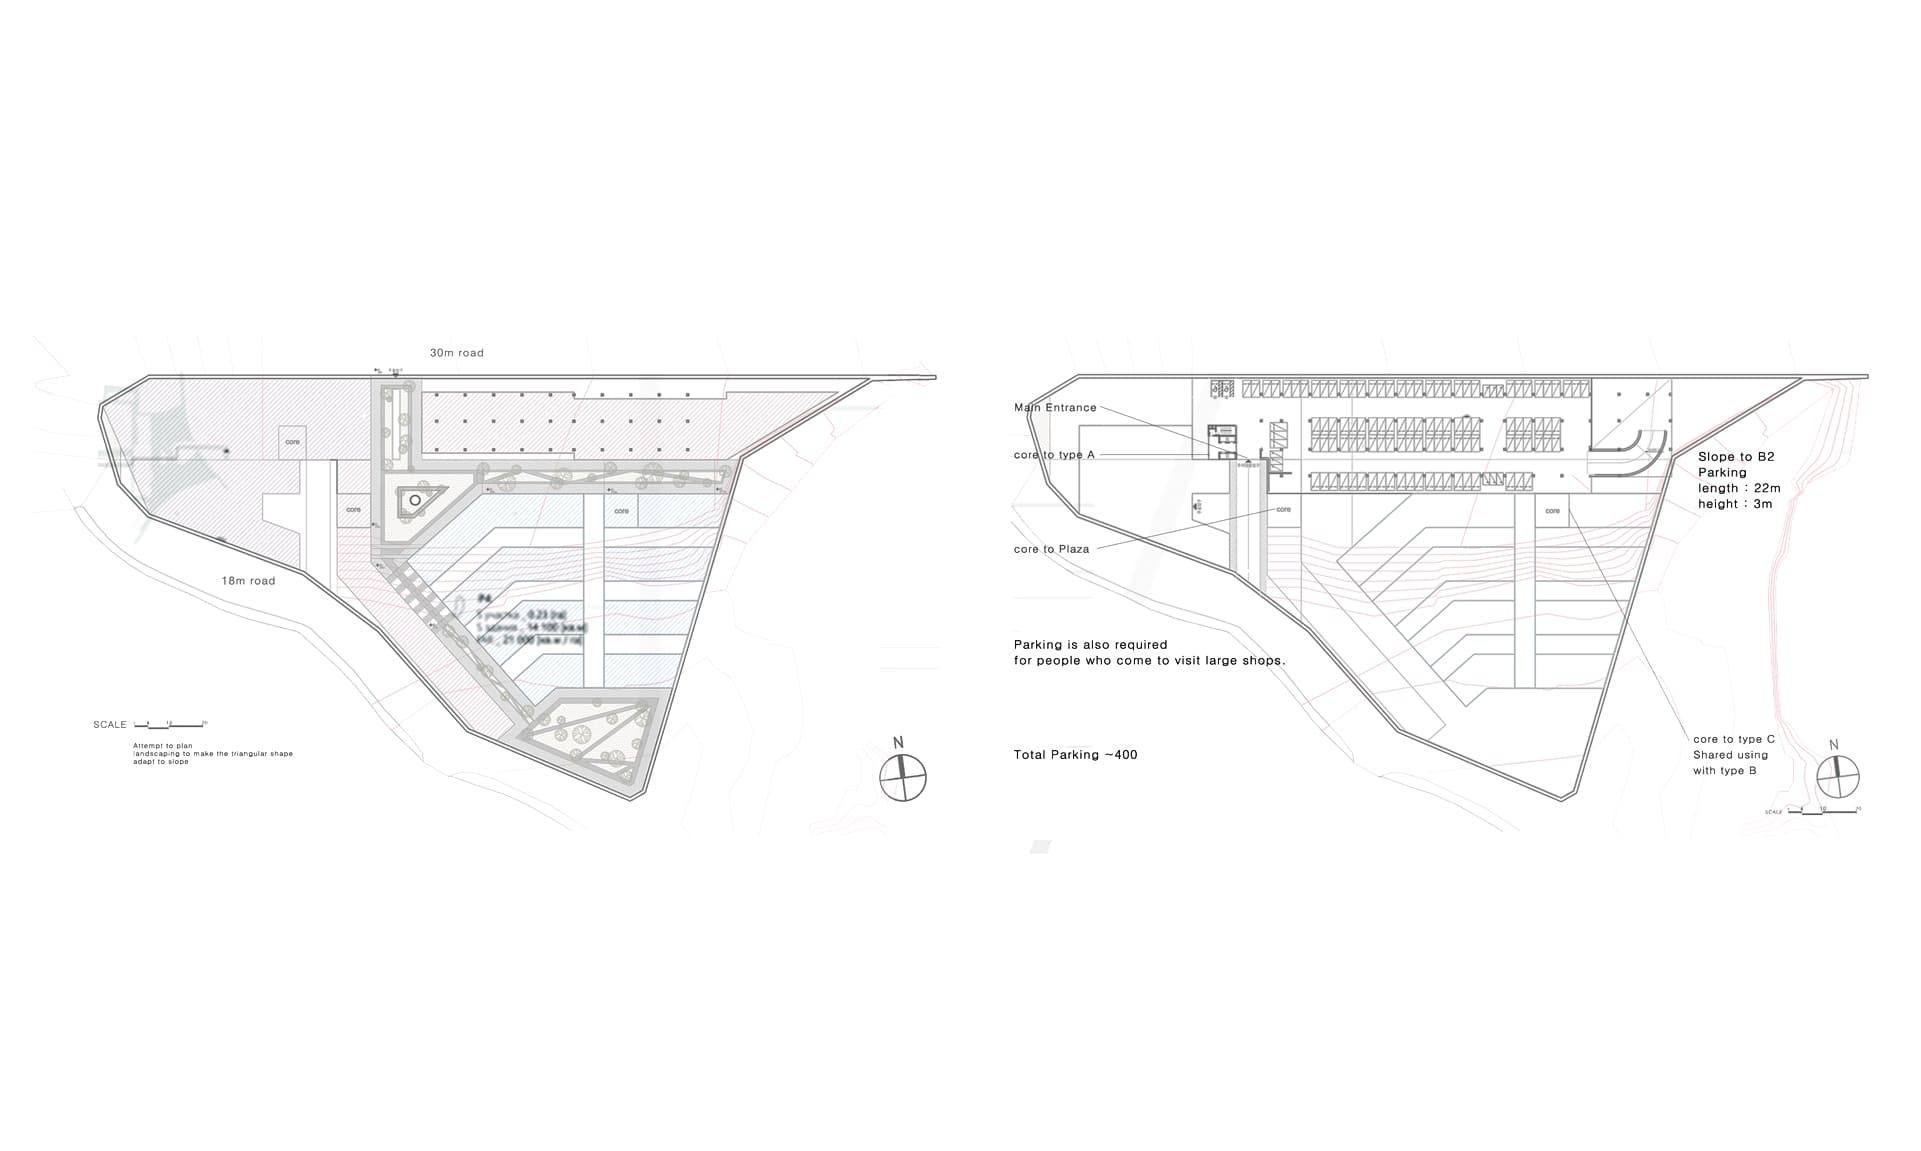 30m road
core
core
core
P4
S участка _ 0.23 [га]
S здания _ 14 100 [кв.м]
21 000 [кв.м / га]
18m road
SCALE
10
Attempt to plan
landscaping to make the triangular shape
adapt to slope
N
Main Entrance
core to type A
core
core
core to Plaza
Slope to B2
Parking
length : 22m
height : 3m
Parking is also required
for people who come to visit large shops.
Total Parking ~400
core to type C
Shared using
with type B
N
SCALE
10